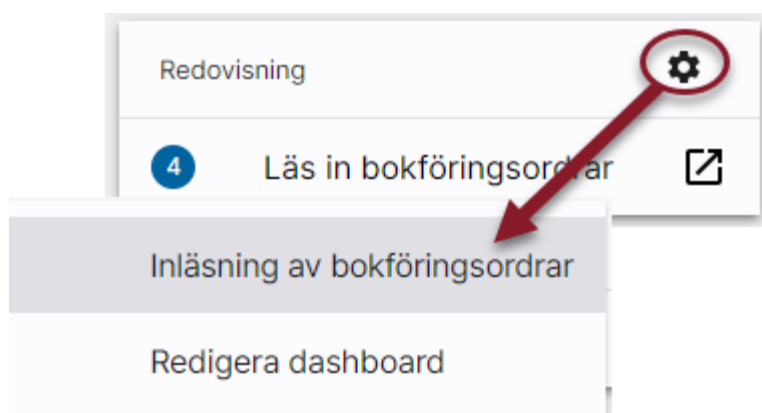 Redovisning
4 Läs in bokföringsordrar
Inläsning av bokföringsordrar
Redigera dashboard